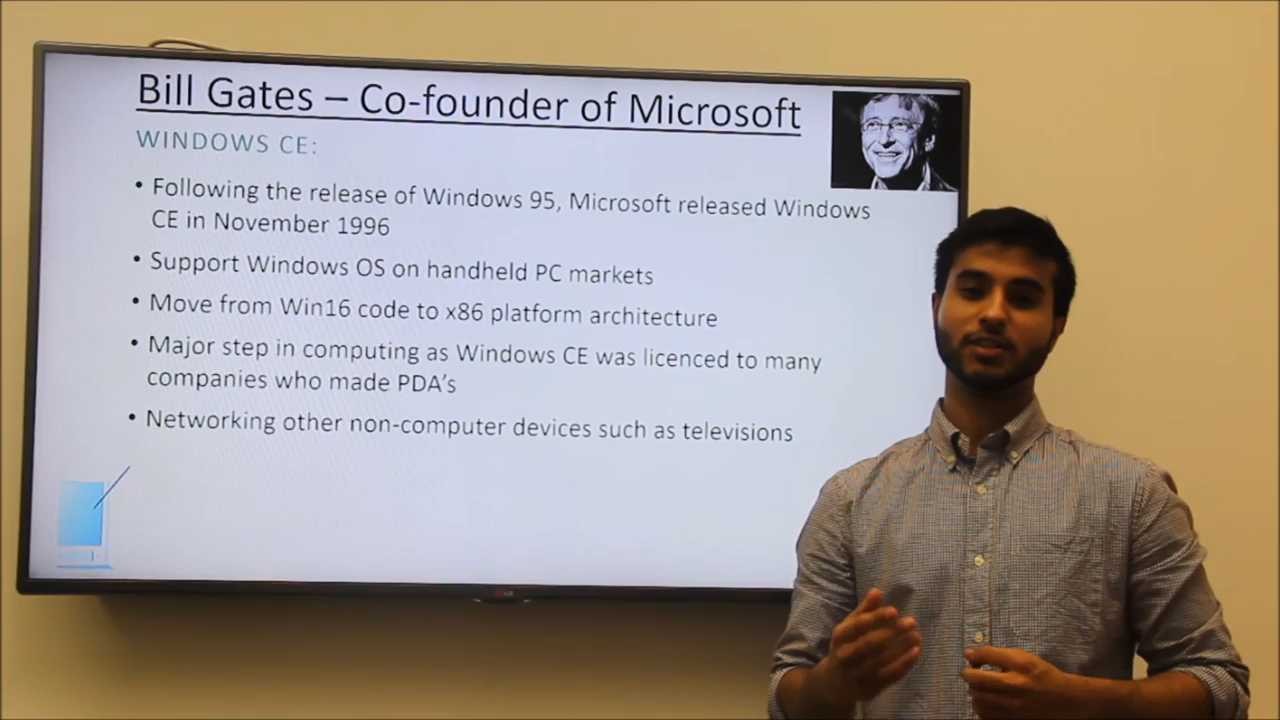 Bill Gates – Co-founder of Microsoft
WINDOWS CE:
• Following the release of Windows 95, Microsoft released Windows
CE in November 1996
• Support Windows OS on handheld PC markets
• Move from Win16 code to x86 platform architecture
• Major step in computing as Windows CE was licenced to many
companies who made PDA's
• Networking other non-computer devices such as televisions
LG